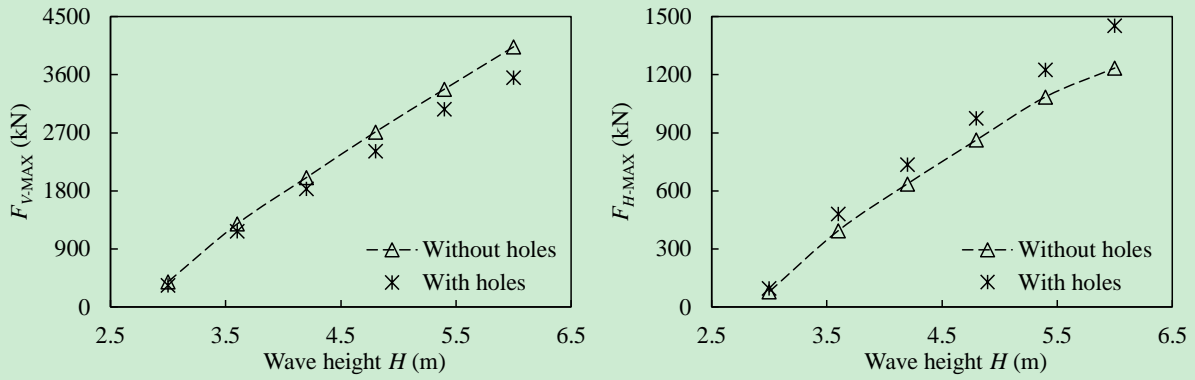 4500
3600
2700
1800
900
0
2.5 3.5 4.5 5.5 6.5
F_V-MAX (kN)
Wave height H (m)
Without holes
With holes
1500
1200
900
600
300
0
2.5 3.5 4.5 5.5 6.5
F_H-MAX (kN)
Wave height H (m)
Without holes
With holes